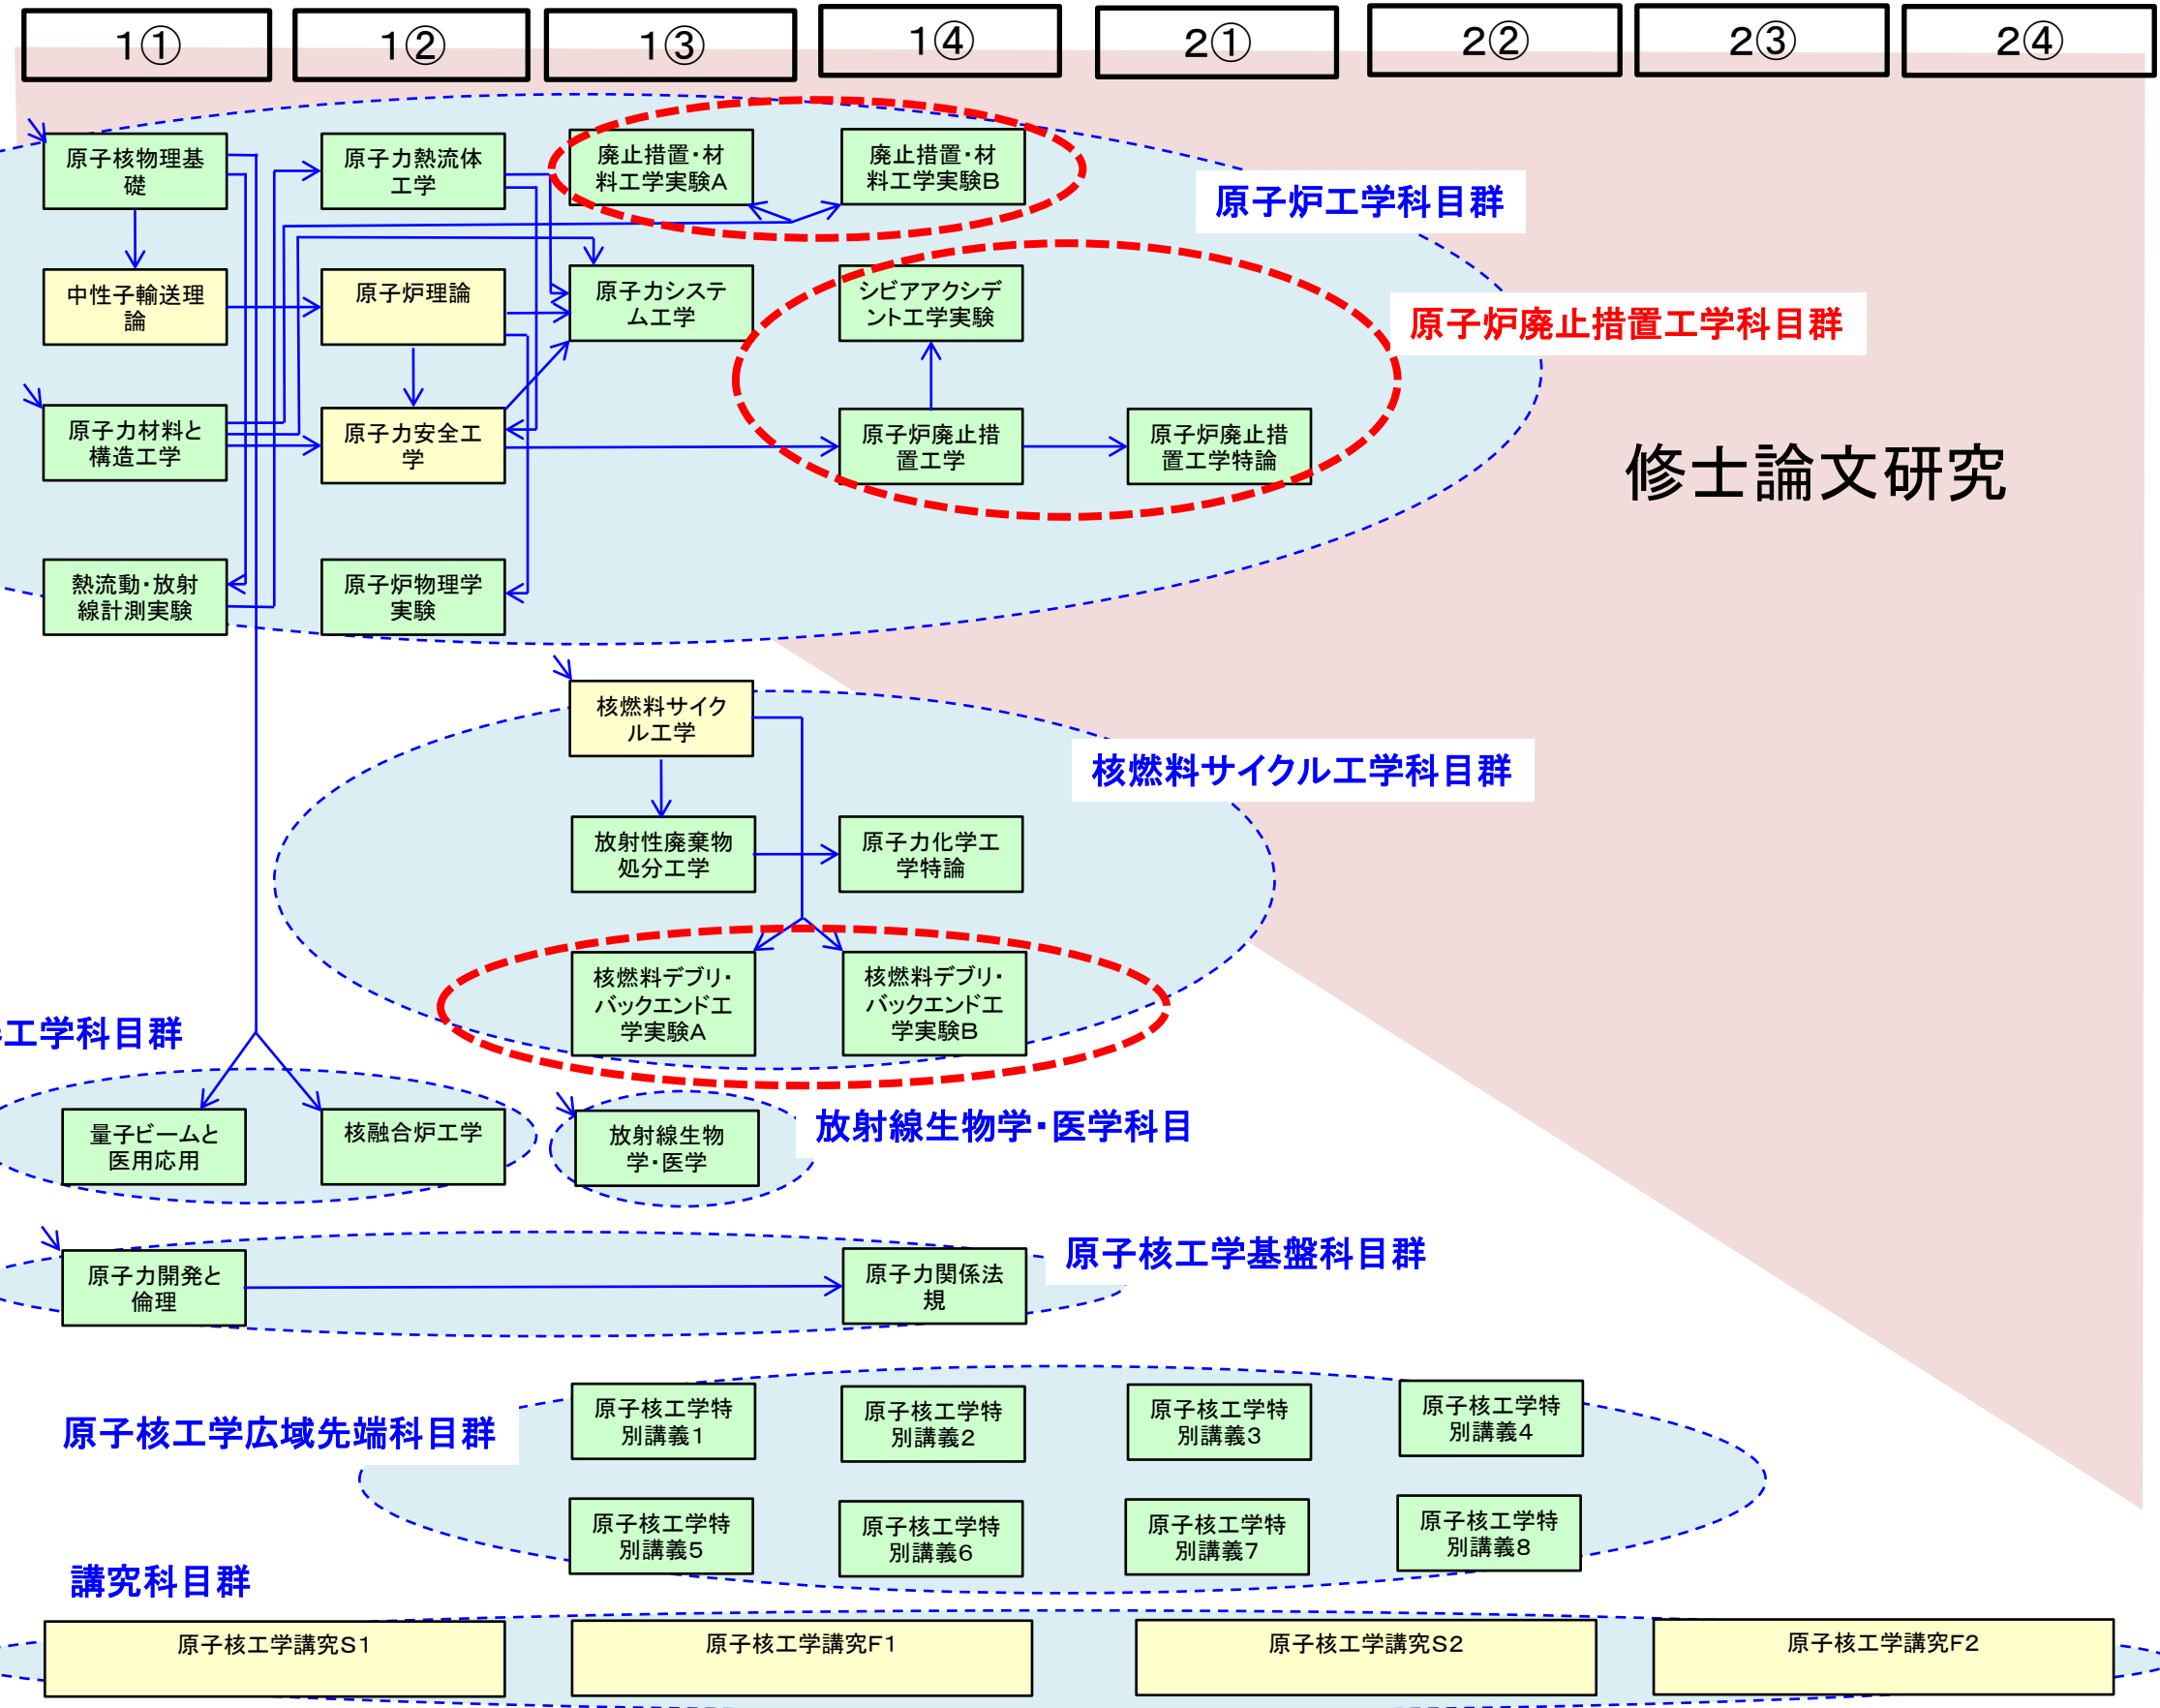 1①
1②
1③
1④
2①
2②
2③
2④
原子核物理基
礎
原子力熱流体
工学
廃止措置・材
料工学実験A
廃止措置・材
料工学実験B
原子炉工学科目群
中性子輸送理
論
原子炉理論
原子力システ
ム工学
シビアアクシデ
ント工学実験
原子炉廃止措置工学科目群
原子力材料と
構造工学
原子力安全工
学
原子炉廃止措
置工学
原子炉廃止措
置工学特論
修士論文研究
熱流動・放射
線計測実験
原子炉物理学
実験
核燃料サイク
ル工学
核燃料サイクル工学科目群
放射性廃棄物
処分工学
原子力化学工
学特論
核燃料デブリ・
バックエンド工
学実験A
核燃料デブリ・
バックエンド工
学実験B
工学科目群
量子ビームと
医用応用
核融合炉工学
放射線生物
学・医学
放射線生物学・医学科目
原子力開発と
倫理
原子力関係法
規
原子核工学基盤科目群
原子核工学広域先端科目群
原子核工学特
別講義1
原子核工学特
別講義2
原子核工学特
別講義3
原子核工学特
別講義4
原子核工学特
別講義5
原子核工学特
別講義6
原子核工学特
別講義7
原子核工学特
別講義8
講究科目群
原子核工学講究S1
原子核工学講究F1
原子核工学講究S2
原子核工学講究F2